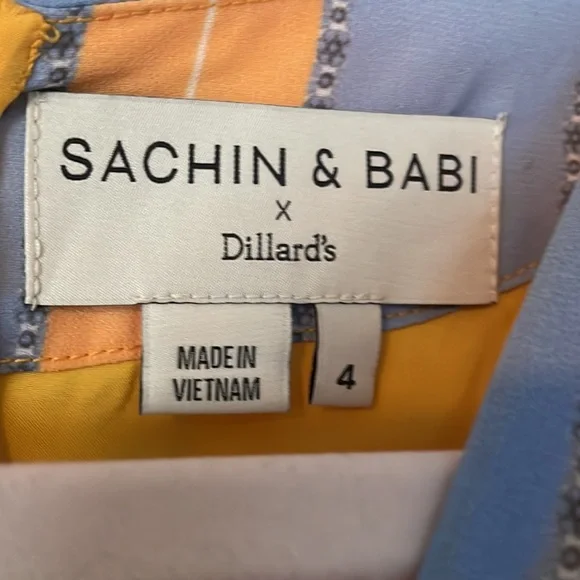 SACHIN & BABI
X
Dillard's
MADE IN
VIETNAM
4